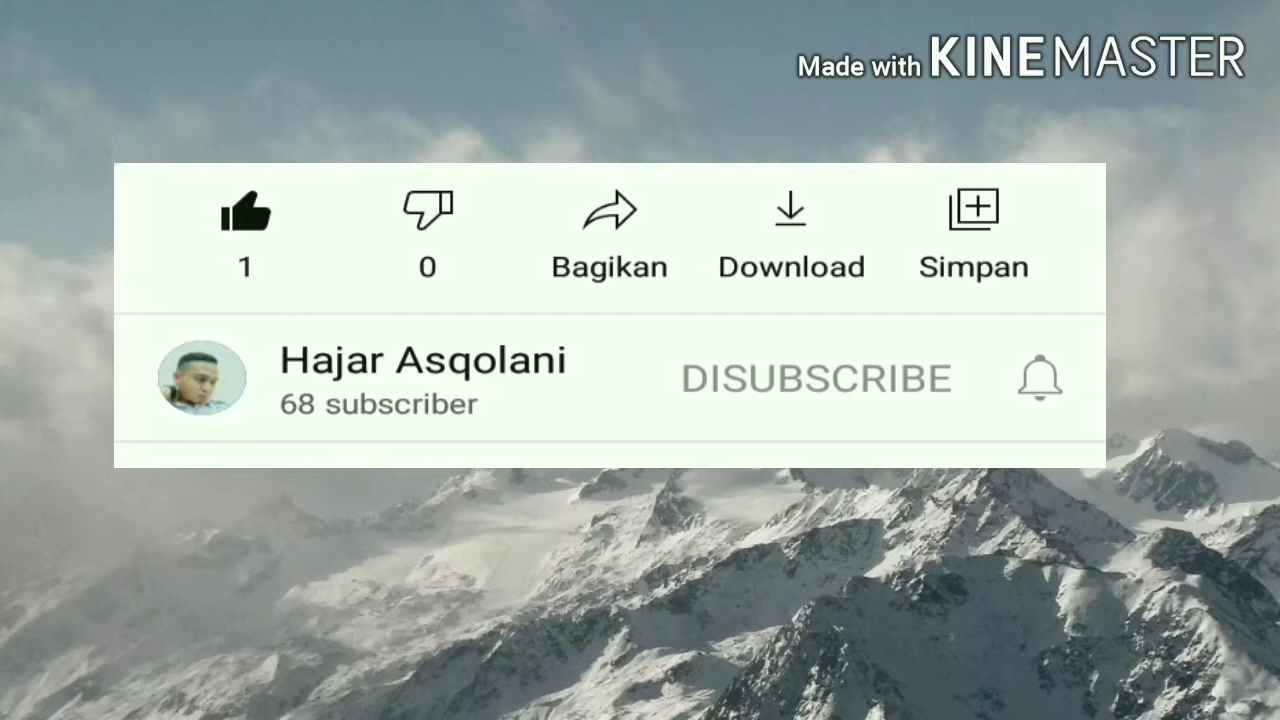 Made with KINEMASTER
1 0 Bagikan Download Simpan
Hajar Asqolani DISUBSCRIBE
68 subscriber